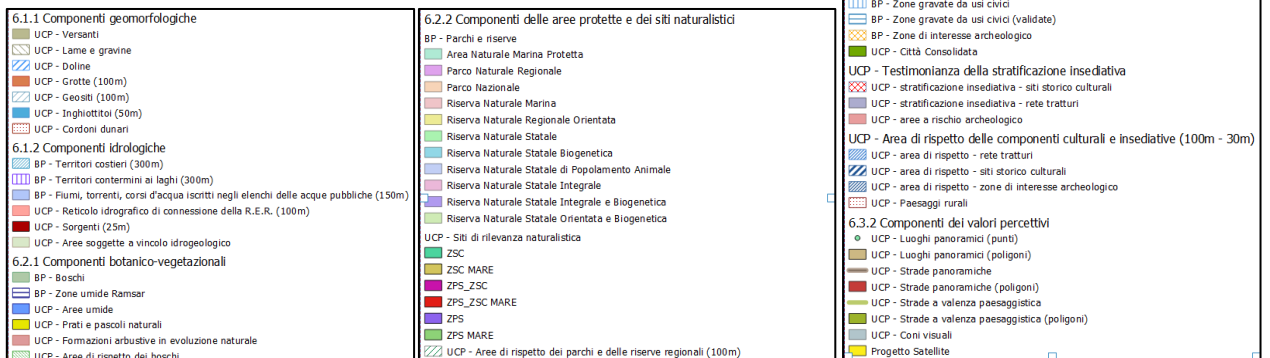 6.1.1 Componenti geomorfologiche
UCP - Versanti
UCP - Lame e gravine
UCP - Doline
UCP - Grotte (100m)
UCP - Geositi (100m)
UCP - Inghiottitoi (50m)
UCP - Cordoni dunari
6.1.2 Componenti idrologiche
BP - Territori costieri (300m)
BP - Territori contermini ai laghi (300m)
BP - Fiumi, torrenti, corsi d'acqua iscritti negli elenchi delle acque pubbliche (150m)
UCP - Reticolo idrografico di connessione della R.E.R. (100m)
UCP - Sorgenti (25m)
UCP - Aree soggette a vincolo idrogeologico
6.2.1 Componenti botanico-vegetazionali
BP - Boschi
BP - Zone umide Ramsar
UCP - Aree umide
UCP - Prati e pascoli naturali
UCP - Formazioni arbustive in evoluzione naturale
UCP - Aree di rispetto dei boschi
6.2.2 Componenti delle aree protette e dei siti naturalistici
BP - Parchi e riserve
Area Naturale Marina Protetta
Parco Naturale Regionale
Parco Nazionale
Riserva Naturale Marina
Riserva Naturale Regionale Orientata
Riserva Naturale Statale
Riserva Naturale Statale Biogenetica
Riserva Naturale Statale di Popolamento Animale
Riserva Naturale Statale Integrale
Riserva Naturale Statale Integrale e Biogenetica
Riserva Naturale Statale Orientata e Biogenetica
UCP - Siti di rilevanza naturalistica
ZSC
ZSC MARE
ZPS_ZSC
ZPS_ZSC MARE
ZPS
ZPS MARE
UCP - Aree di rispetto dei parchi e delle riserve regionali (100m)
BP - Zone gravate da usi civici
BP - Zone gravate da usi civici (validate)
BP - Zone di interesse archeologico
UCP - Città Consolidata
UCP - Testimonianza della stratificazione insediativa
UCP - stratificazione insediativa - siti storico culturali
UCP - stratificazione insediativa - rete tratturi
UCP - aree a rischio archeologico
UCP - Area di rispetto delle componenti culturali e insediative (100m - 30m)
UCP - area di rispetto - rete tratturi
UCP - area di rispetto - siti storico culturali
UCP - area di rispetto - zone di interesse archeologico
UCP - Paesaggi rurali
6.3.2 Componenti dei valori percettivi
UCP - Luoghi panoramici (punti)
UCP - Luoghi panoramici (poligoni)
UCP - Strade panoramiche
UCP - Strade panoramiche (poligoni)
UCP - Strade a valenza paesaggistica
UCP - Strade a valenza paesaggistica (poligoni)
UCP - Coni visuali
Progetto Satellite